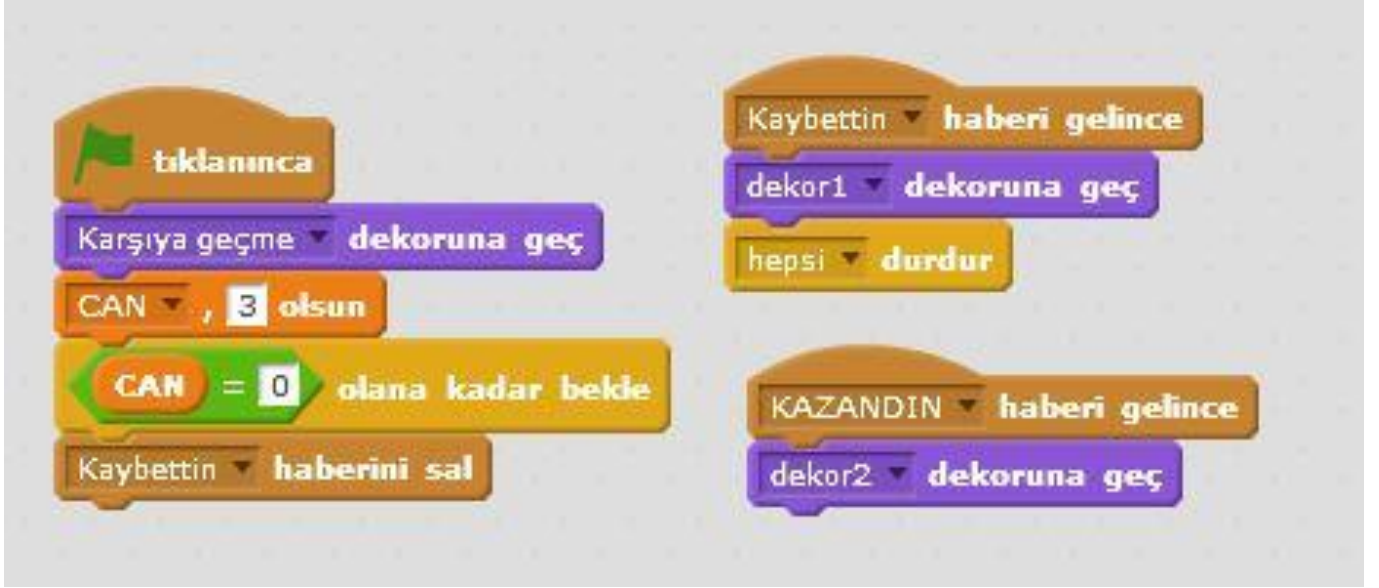 tıklanınca
Karşıya geçme dekoruna geç
CAN , 3 olsun
CAN = 0 olana kadar bekle
Kaybettin haberini sal
Kaybettin haberi gelince
dekor1 dekoruna geç
hepsi durdur
KAZANDIN haberi gelince
dekor2 dekoruna geç